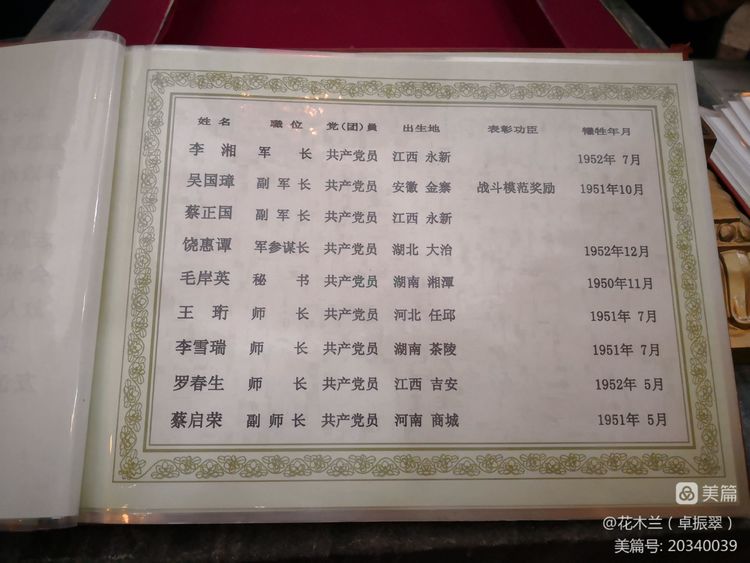 姓名 職位 党(团)員 出生地 表彰功臣 犧牲年月
李湘 军长 共产党员 江西 永新 1952年 7月
吴国璋 副军长 共产党员 安徽 金寨 战斗模范奖励 1951年10月
蔡正国 副军长 共产党员 江西 永新
饶惠谭 军参谋长 共产党员 湖北 大治 1952年12月
毛岸英 秘书 共产党员 湖南 湘潭 1950年11月
王珩 师长 共产党员 河北 任邱 1951年 7月
李雪瑞 师长 共产党员 湖南 茶陵 1951年 7月
罗春生 师长 共产党员 江西 吉安 1952年 5月
蔡启荣 副师长 共产党员 河南 商城 1951年 5月
美篇
@花木兰（卓振翠）
美篇号: 20340039